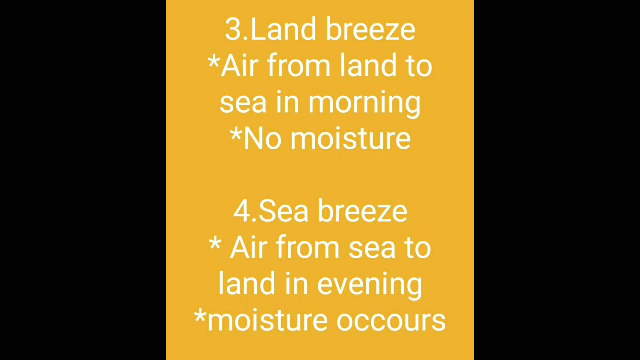 3.Land breeze
*Air from land to
sea in morning
*No moisture
4.Sea breeze
* Air from sea to
land in evening
*moisture occours